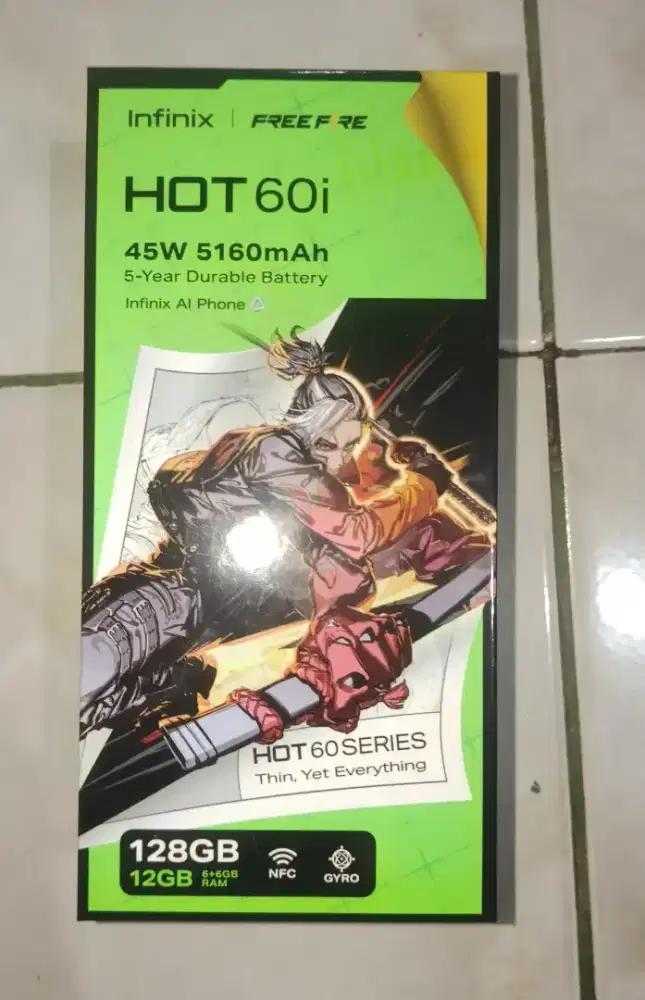 Infinix | FREE FIRE
HOT 60i
45W 5160mAh
5-Year Durable Battery
Infinix AI Phone
HOT 60 SERIES
Thin, Yet Everything
128GB
12GB 6+6GB RAM
NFC
GYRO